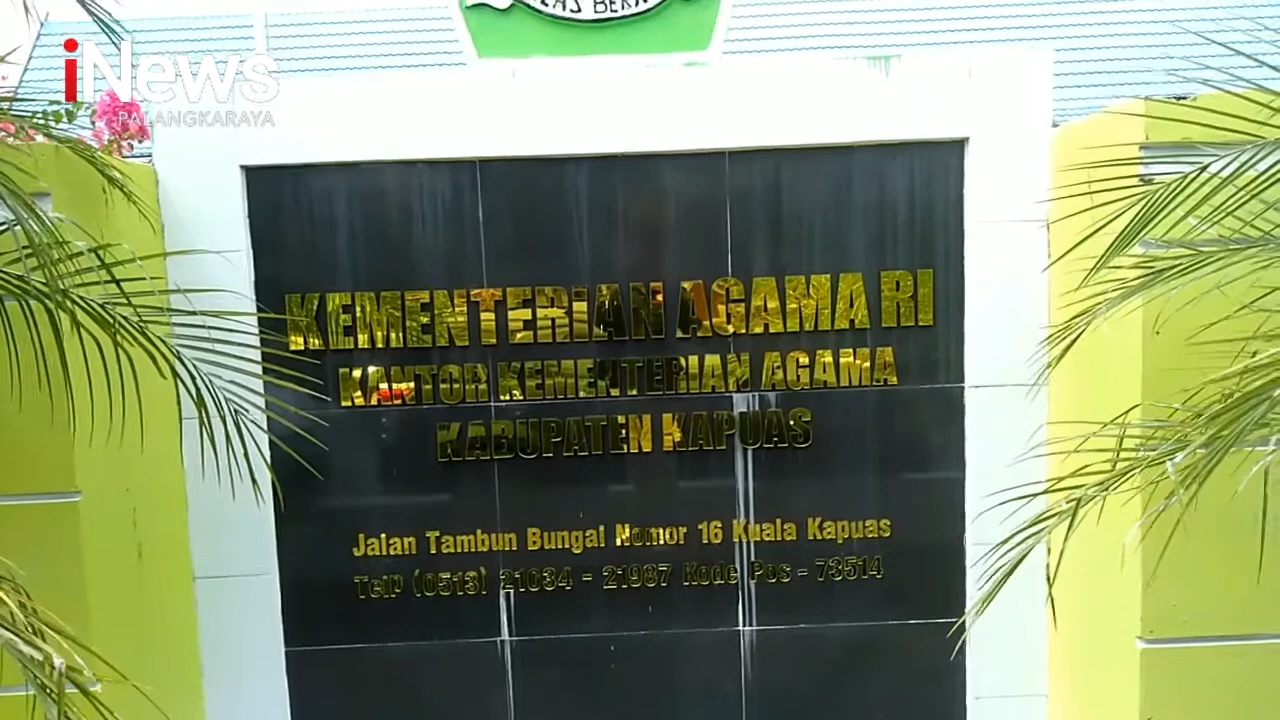 iNews
PALANGKARAYA
KEMENTERIAN AGAMA RI
KANTOR KEMENTERIAN AGAMA
KABUPATEN KAPUAS
Jalan Tambun Bungai Nomor 16 Kuala Kapuas
Telp (0513) 21034 - 21987 Kode Pos - 73514